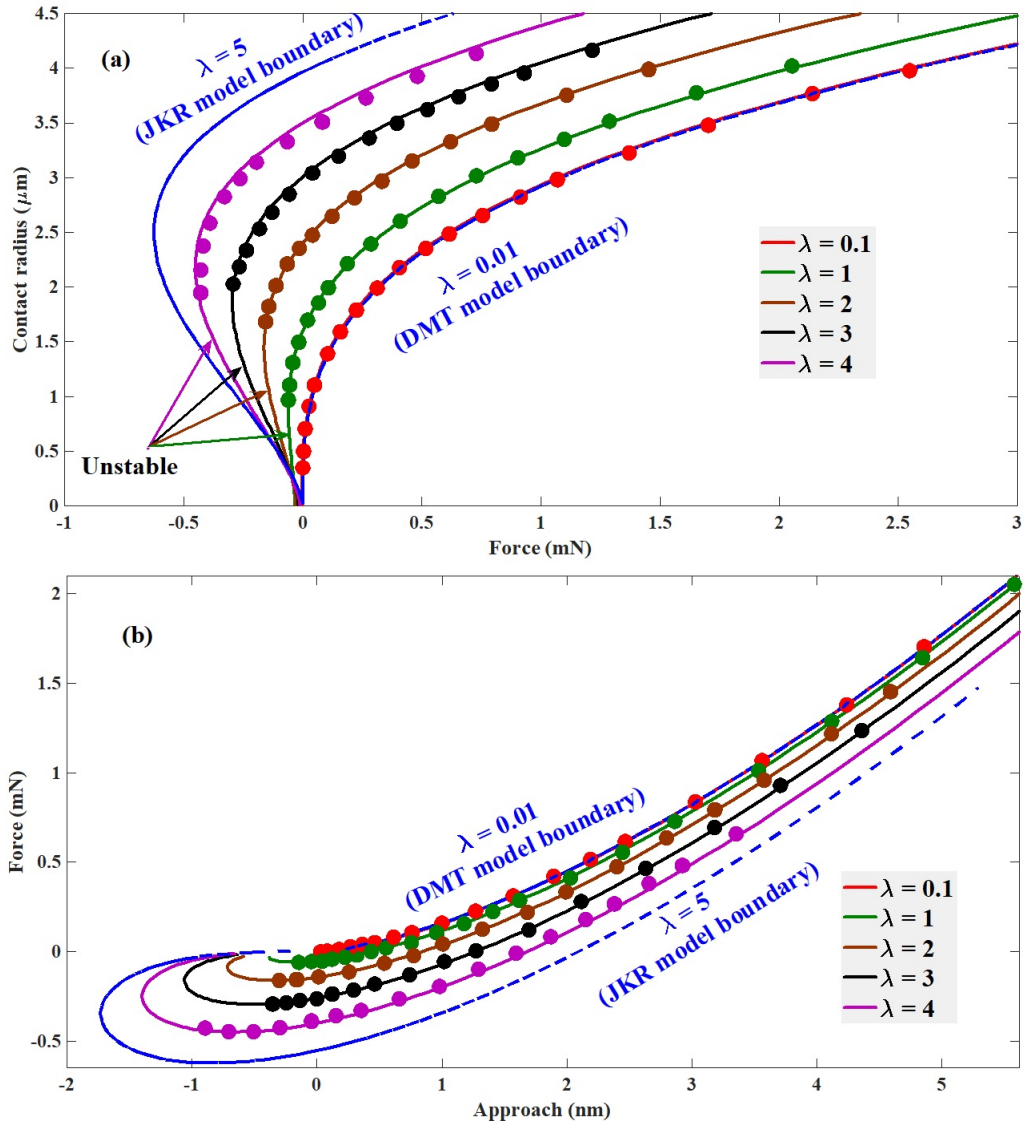 (a)
λ = 5
(JKR model boundary)
λ = 0.01
(DMT model boundary)
Unstable
λ = 0.1
λ = 1
λ = 2
λ = 3
λ = 4
Contact radius (μm)
4.5
4
3.5
3
2.5
2
1.5
1
0.5
0
-1
-0.5
0
0.5
1
1.5
2
2.5
3
Force (mN)
(b)
λ = 0.01
(DMT model boundary)
λ = 5
(JKR model boundary)
λ = 0.1
λ = 1
λ = 2
λ = 3
λ = 4
Force (mN)
2
1.5
1
0.5
0
-0.5
-2
-1
0
1
2
3
4
5
Approach (nm)